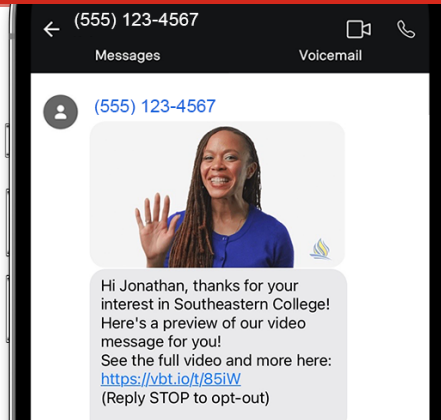 (555) 123-4567
Messages Voicemail
(555) 123-4567
Hi Jonathan, thanks for your
interest in Southeastern College!
Here's a preview of our video
message for you!
See the full video and more here:
https://vbt.io/t/85iW
(Reply STOP to opt-out)